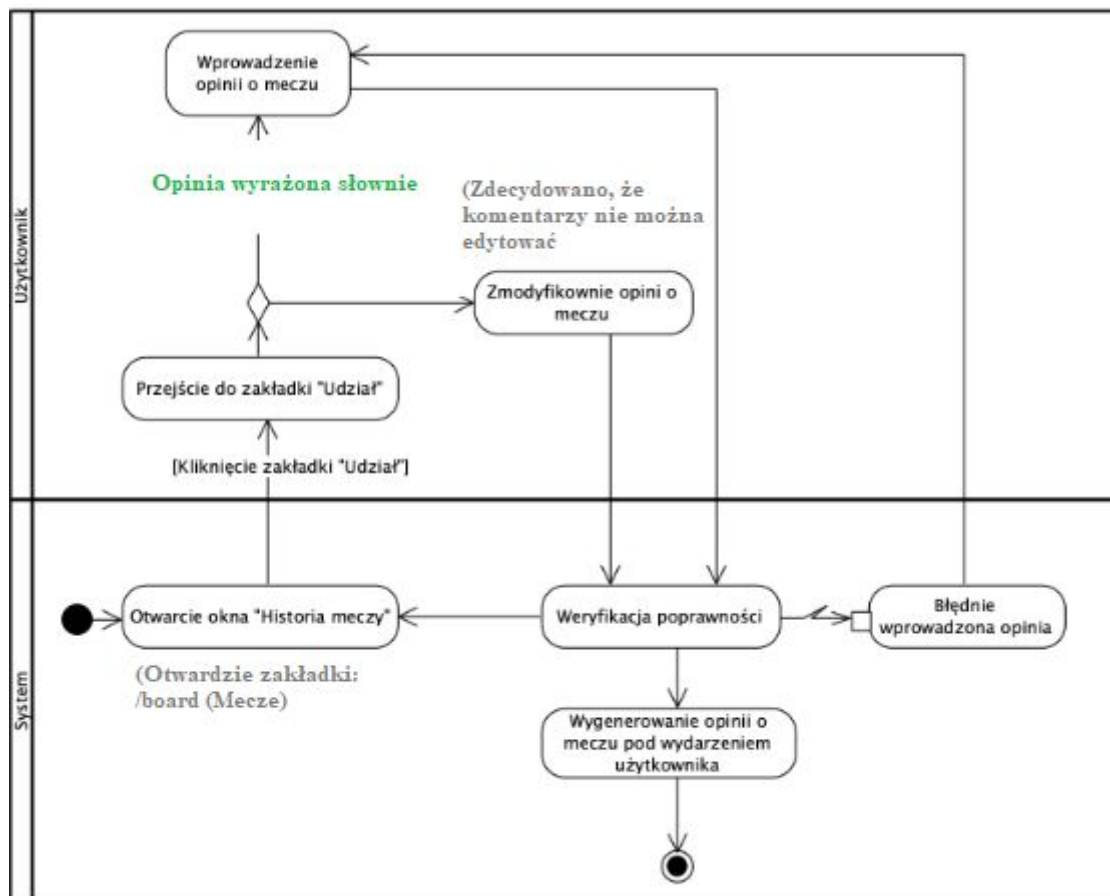 Użytkownik
Wprowadzenie
opinii o meczu
Opinia wyrażona słownie
(Zdecydowano, że
komentarzy nie można
edytować
Zmodyfikownie opini o
meczu
Przejście do zakładki "Udział"
[Kliknięcie zakładki "Udział"]
System
Otwarcie okna "Historia meczy"
Weryfikacja poprawności
Błędnie
wprowadzona opinia
(Otwardzie zakładki:
/board (Mecze)
Wygenerowanie opinii o
meczu pod wydarzeniem
użytkownika